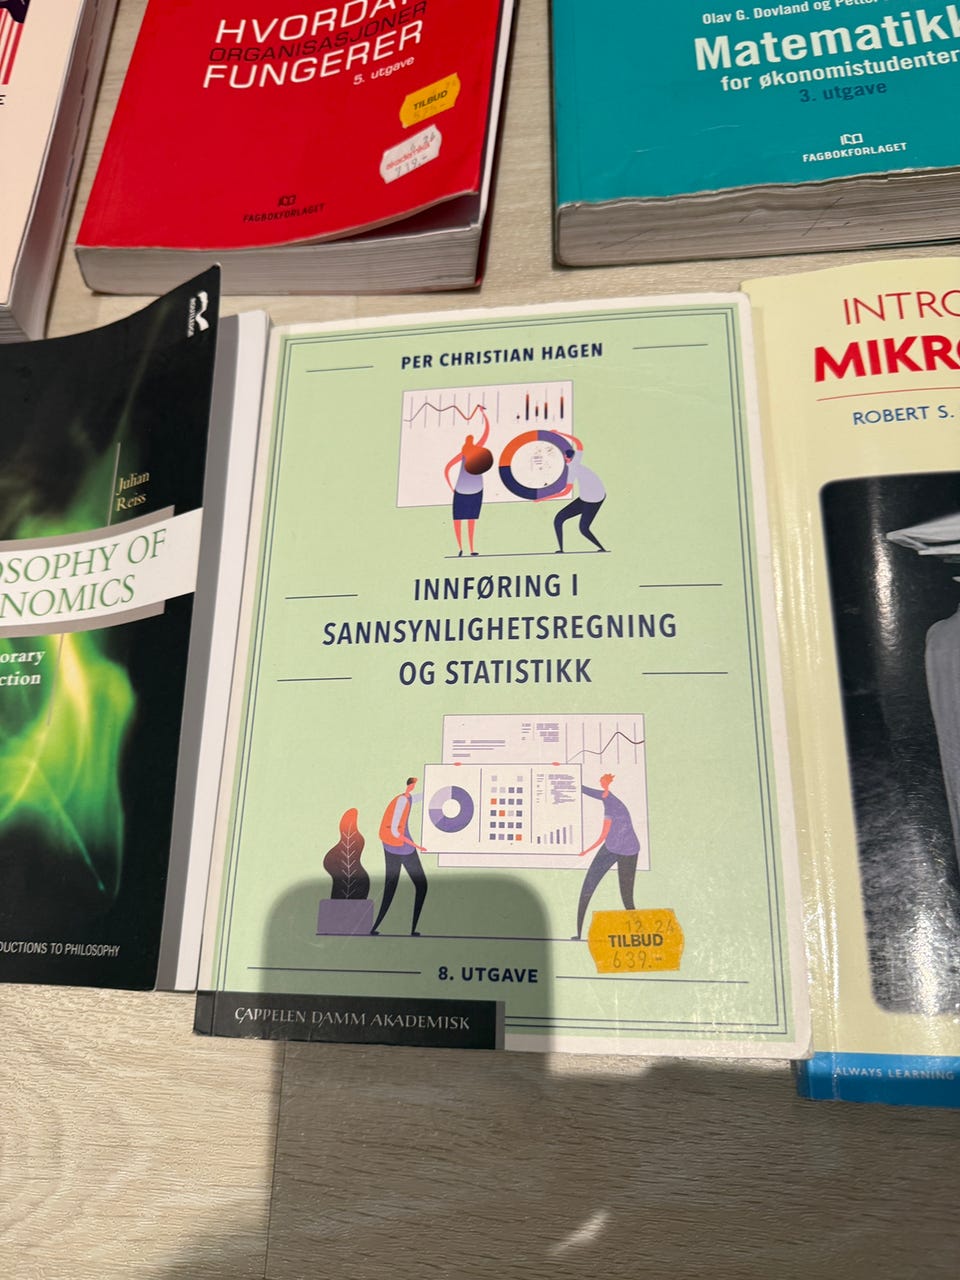 HVORDA
ORGANISASJONER
FUNGERER
5. utgave
TILBUD
FAGBOKFORLAGET
Olav G. Dovland og Petter
Matematikk
for økonomistudenter
3. utgave
FAGBOKFORLAGET
ROUTLEDGE
Julian
Reiss
OSOPHY OF
NOMICS
orary
ction
DUCTIONS TO PHILOSOPHY
PER CHRISTIAN HAGEN
INNFØRING I
SANNSYNLIGHETSREGNING
OG STATISTIKK
12 24
TILBUD
639.-
8. UTGAVE
CAPPELEN DAMM AKADEMISK
INTRO
MIKRO
ROBERT S.
ALWAYS LEARNING